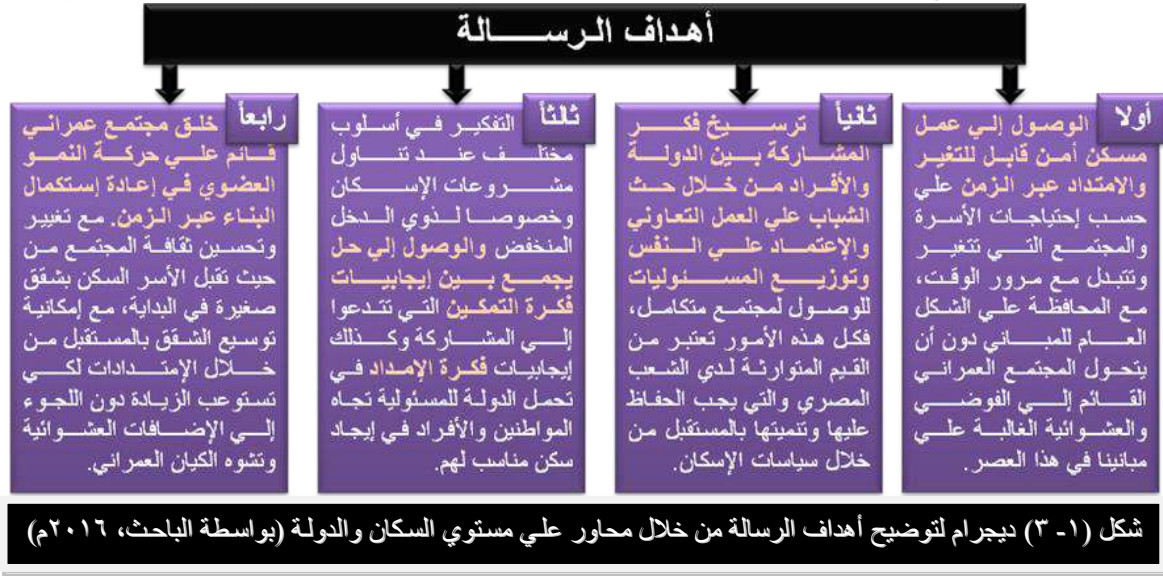 أهداف الرســـــالة
أولا
الوصول إلي عمل
مسكن أمن قابل للتغير
والامتداد عبر الزمن علي
حسب إحتياجات الأسرة
والمجتمع التي تتغير
وتتبدل مع مرور الوقت،
مع المحافظة علي الشكل
العام للمباني دون أن
يتحول المجتمع العمراني
القائم إلي الفوضي
والعشوائية الغالبة علي
مبانينا في هذا العصر.
ثانياً
ترسيخ فكر
المشاركة بين الدولة
والأفراد من خلال حث
الشباب علي العمل التعاوني
والإعتماد علي النفس
وتوزيع المسئوليات
للوصول لمجتمع متكامل،
فكل هذه الأمور تعتبر من
القيم المتوارثة لدي الشعب
المصري والتي يجب الحفاظ
عليها وتنميتها بالمستقبل من
خلال سياسات الإسكان.
ثالثاً
التفكير في أسلوب
مختلف عند تناول
مشروعات الإسكان
وخصوصا لذوي الدخل
المنخفض والوصول إلي حل
يجمع بين إيجابيات
فكرة التمكين التي تتدعوا
إلي المشاركة وكذلك
إيجابيات فكرة الإمداد في
تحمل الدولة للمسئولية تجاه
المواطنين والأفراد في إيجاد
سكن مناسب لهم.
رابعاً
خلق مجتمع عمراني
قائم علي حركة النمو
العضوي في إعادة إستكمال
البناء عبر الزمن. مع تغيير
وتحسين ثقافة المجتمع من
حيث تقبل الأسر السكن بشقق
صغيرة في البداية، مع إمكانية
توسيع الشقق بالمستقبل من
خلال الإمتدادات لكي
تستوعب الزيادة دون اللجوء
إلي الإضافات العشوائية
وتشوه الكيان العمراني.
شكل (١- ٣) ديجرام لتوضيح أهداف الرسالة من خلال محاور علي مستوي السكان والدولة (بواسطة الباحث، ٢٠١٦م)